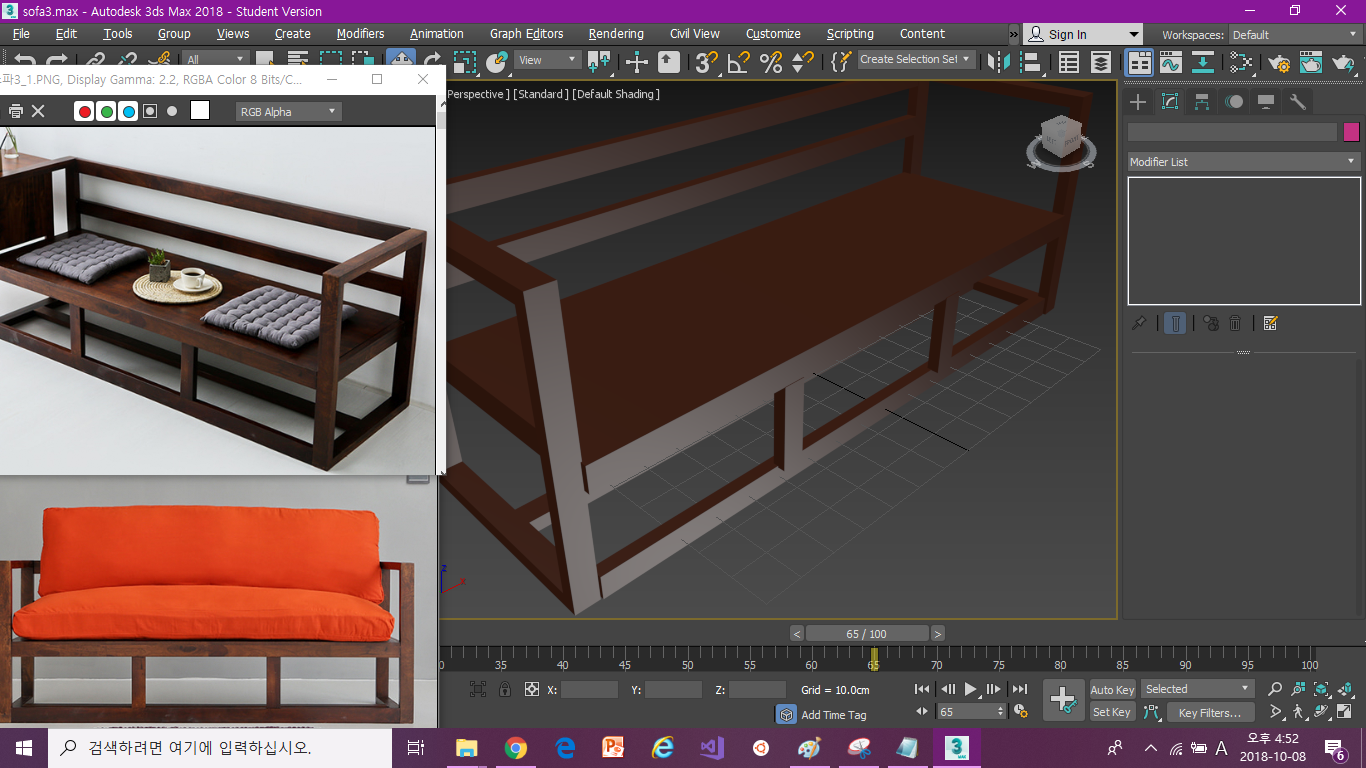 sofa3.max - Autodesk 3ds Max 2018 - Student Version
File Edit Tools Group Views Create Modifiers Animation Graph Editors Rendering Civil View Customize Scripting Content » Sign In Workspaces: Default
All View Create Selection Set
파3_1.PNG, Display Gamma: 2.2, RGBA Color 8 Bits/C...
RGB Alpha
Perspective ] [Standard ] [Default Shading ]
Modifier List
z
x
< 65 / 100 >
30 35 40 45 50 55 60 65 70 75 80 85 90 95 100
X: Y: Z: Grid = 10.0cm
Auto Key Selected
65
Add Time Tag
Set Key Key Filters...
검색하려면 여기에 입력하십시오.
3
MAX
A
오후 4:52
2018-10-08
6